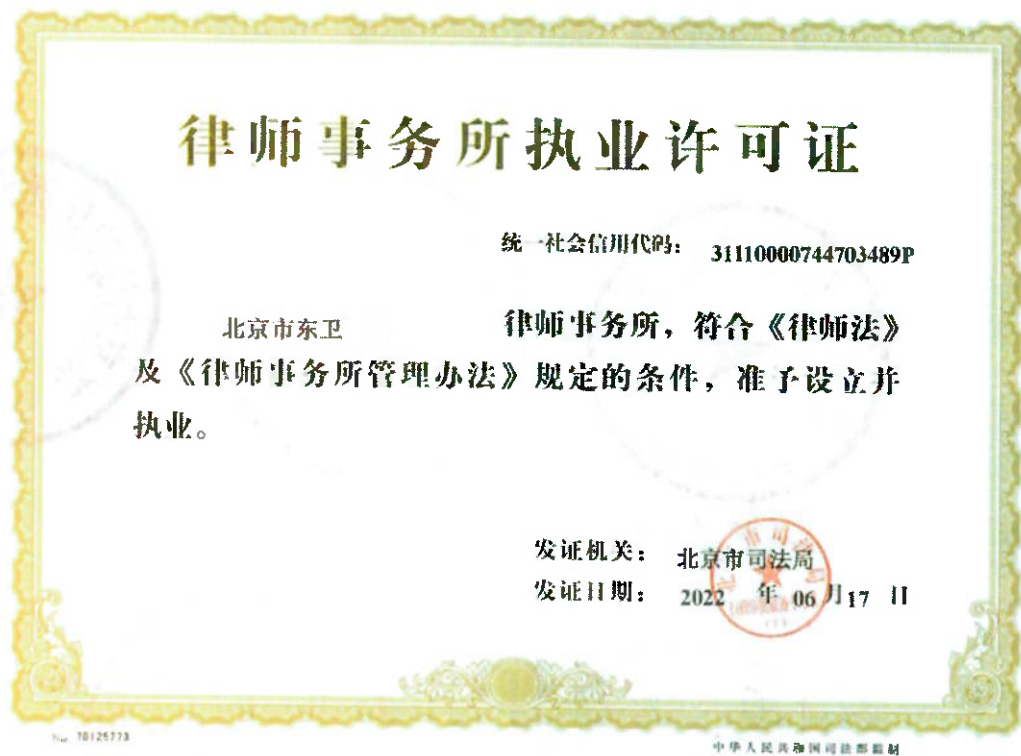 律师事务所执业许可证
统一社会信用代码: 31110000744703489P
北京市东卫 律师事务所，符合《律师法》
及《律师事务所管理办法》规定的条件，准予设立并
执业。
发证机关： 北京市司法局
发证日期： 2022 年 06 月 17 日
No. 70125773
中华人民共和国司法部监制